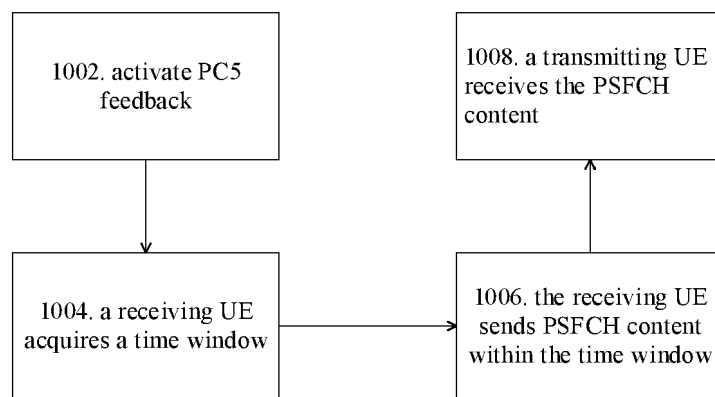 1002. activate PC5
feedback
1004. a receiving UE
acquires a time window
1006. the receiving UE
sends PSFCH content
within the time window
1008. a transmitting UE
receives the PSFCH
content